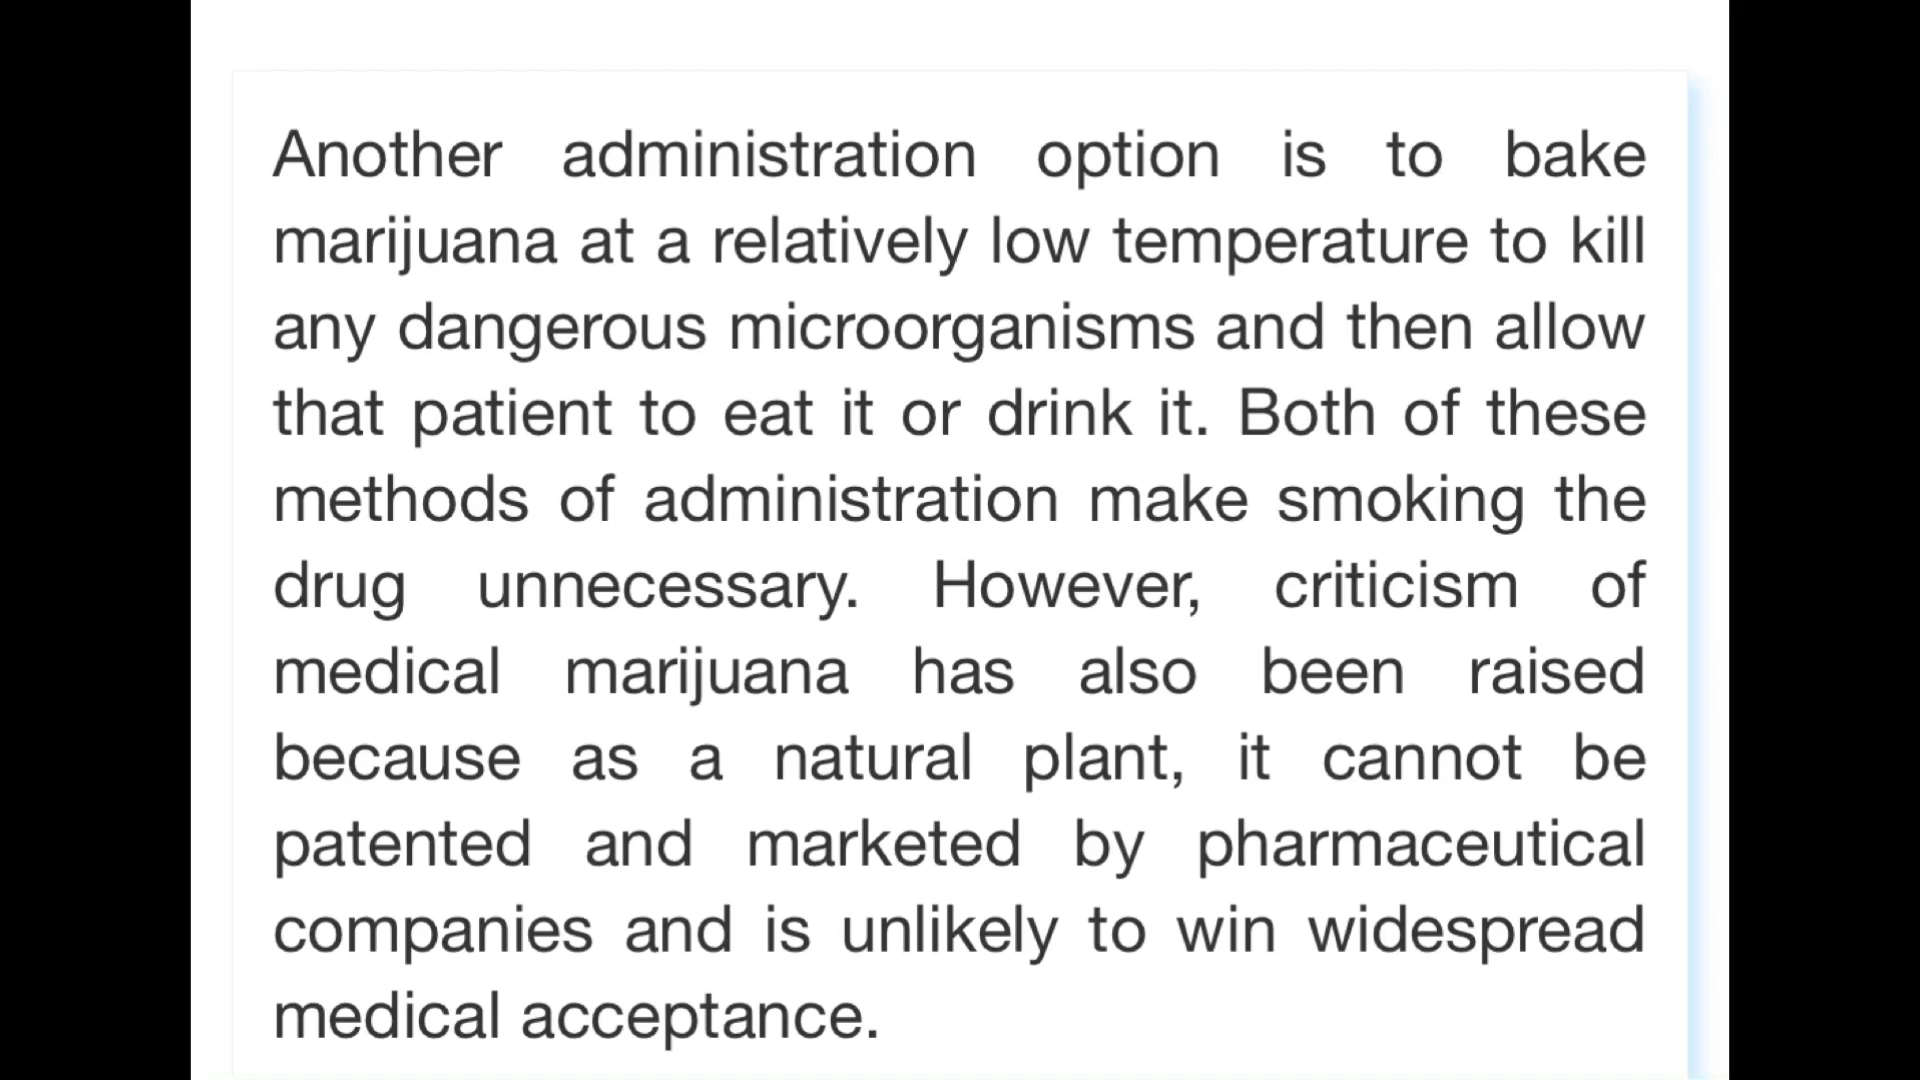 Another administration option is to bake
marijuana at a relatively low temperature to kill
any dangerous microorganisms and then allow
that patient to eat it or drink it. Both of these
methods of administration make smoking the
drug unnecessary. However, criticism of
medical marijuana has also been raised
because as a natural plant, it cannot be
patented and marketed by pharmaceutical
companies and is unlikely to win widespread
medical acceptance.